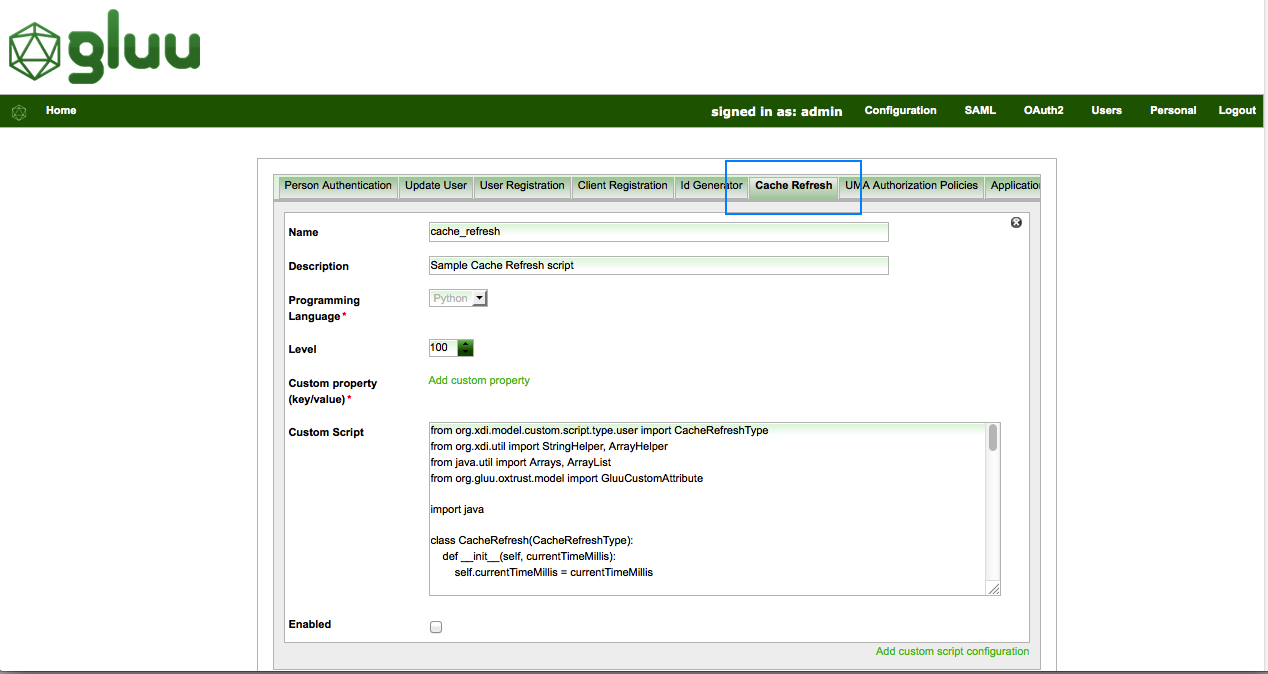 gluu
Home signed in as: admin Configuration SAML OAuth2 Users Personal Logout
Person Authentication Update User User Registration Client Registration Id Generator Cache Refresh UMA Authorization Policies Application
Name cache_refresh
Description Sample Cache Refresh script
Programming Python
Language*
Level 100
Custom property Add custom property
(key/value)*
Custom Script from org.xdi.model.custom.script.type.user import CacheRefreshType
from org.xdi.util import StringHelper, ArrayHelper
from java.util import Arrays, ArrayList
from org.gluu.oxtrust.model import GluuCustomAttribute
import java
class CacheRefresh(CacheRefreshType):
def __init__(self, currentTimeMillis):
self.currentTimeMillis = currentTimeMillis
Enabled
Add custom script configuration